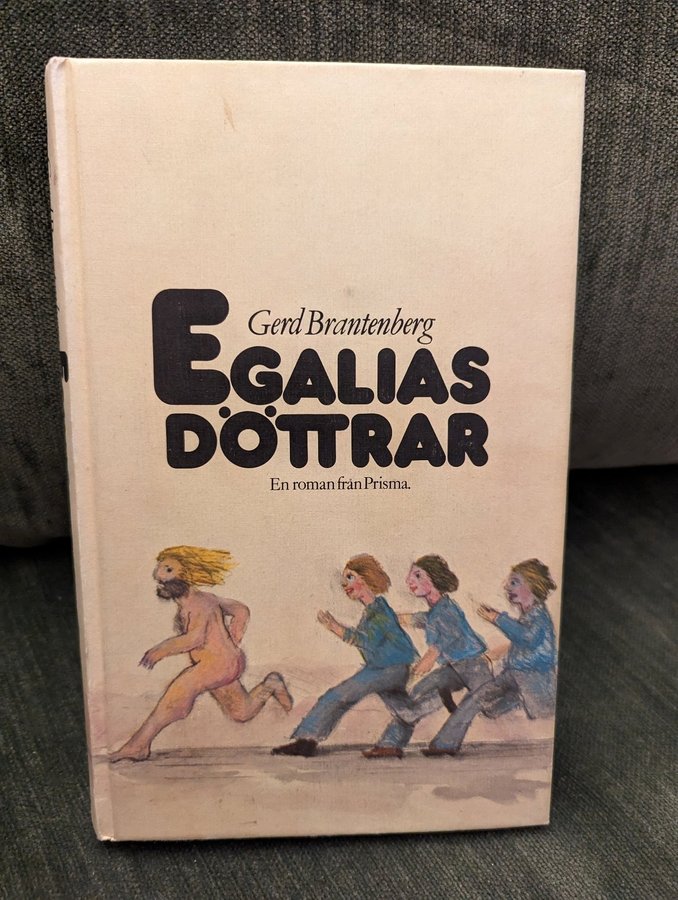 Gerd Brantenberg
EGALIAS
DÖTTRAR
En roman från Prisma.